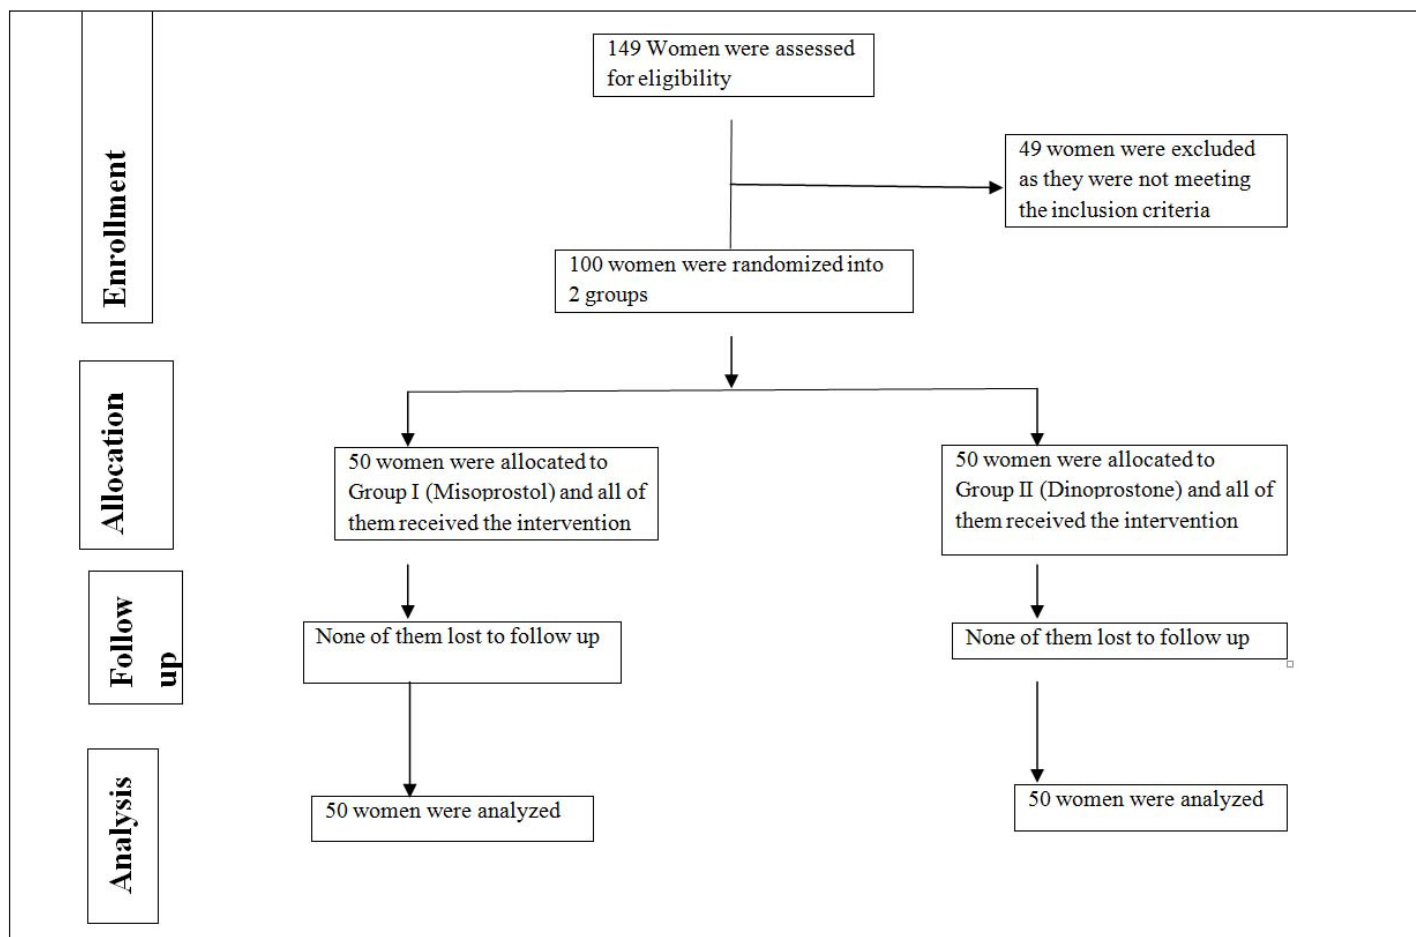 149 Women were assessed
for eligibility
49 women were excluded
as they were not meeting
the inclusion criteria
Enrollment
100 women were randomized into
2 groups
Allocation
50 women were allocated to
Group I (Misoprostol) and all of
them received the intervention
50 women were allocated to
Group II (Dinoprostone) and all of
them received the intervention
Follow
up
None of them lost to follow up
None of them lost to follow up
Analysis
50 women were analyzed
50 women were analyzed